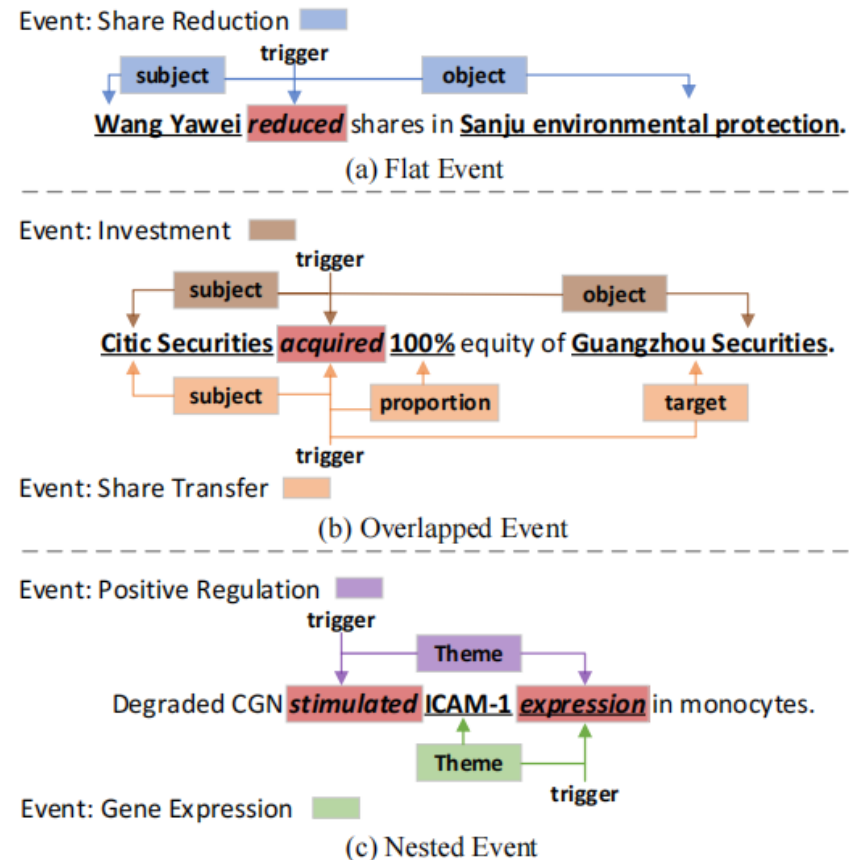 Event: Share Reduction
trigger
subject
object
Wang Yawei reduced shares in Sanju environmental protection.
(a) Flat Event
Event: Investment
trigger
subject
object
Citic Securities acquired 100% equity of Guangzhou Securities.
subject
proportion
target
trigger
Event: Share Transfer
(b) Overlapped Event
Event: Positive Regulation
trigger
Theme
Degraded CGN stimulated ICAM-1 expression in monocytes.
Theme
trigger
Event: Gene Expression
(c) Nested Event